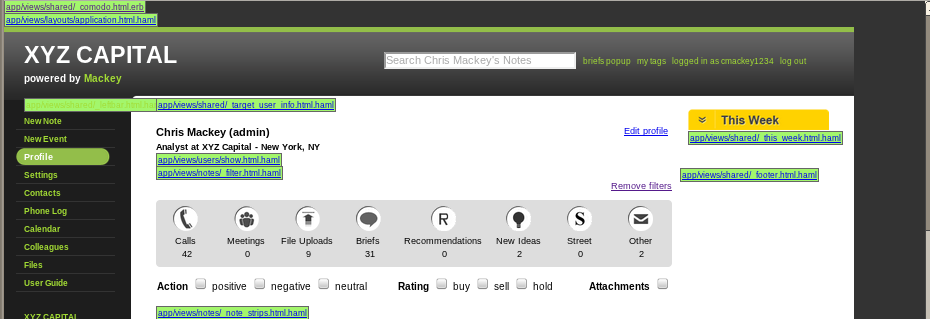 app/views/shared/_comodo.html.erb
app/views/layouts/application.html.haml
XYZ CAPITAL
powered by Mackey
Search Chris Mackey's Notes
briefs popup my tags logged in as cmackey1234 log out
app/views/shared/_target_user_info.html.haml
New Note
New Event
Profile
Settings
Contacts
Phone Log
Calendar
Colleagues
Files
User Guide
XYZ CAPITAL
Chris Mackey (admin)
Edit profile
Analyst at XYZ Capital - New York, NY
app/views/users/show.html.haml
app/views/notes/_filter.html.haml
Remove filters
Calls Meetings File Uploads Briefs Recommendations New Ideas Street Other
42 0 9 31 0 2 0 2
Action positive negative neutral Rating buy sell hold Attachments
app/views/notes/_note_strips.html.haml
This Week
app/views/shared/_this_week.html.haml
app/views/shared/_footer.html.haml